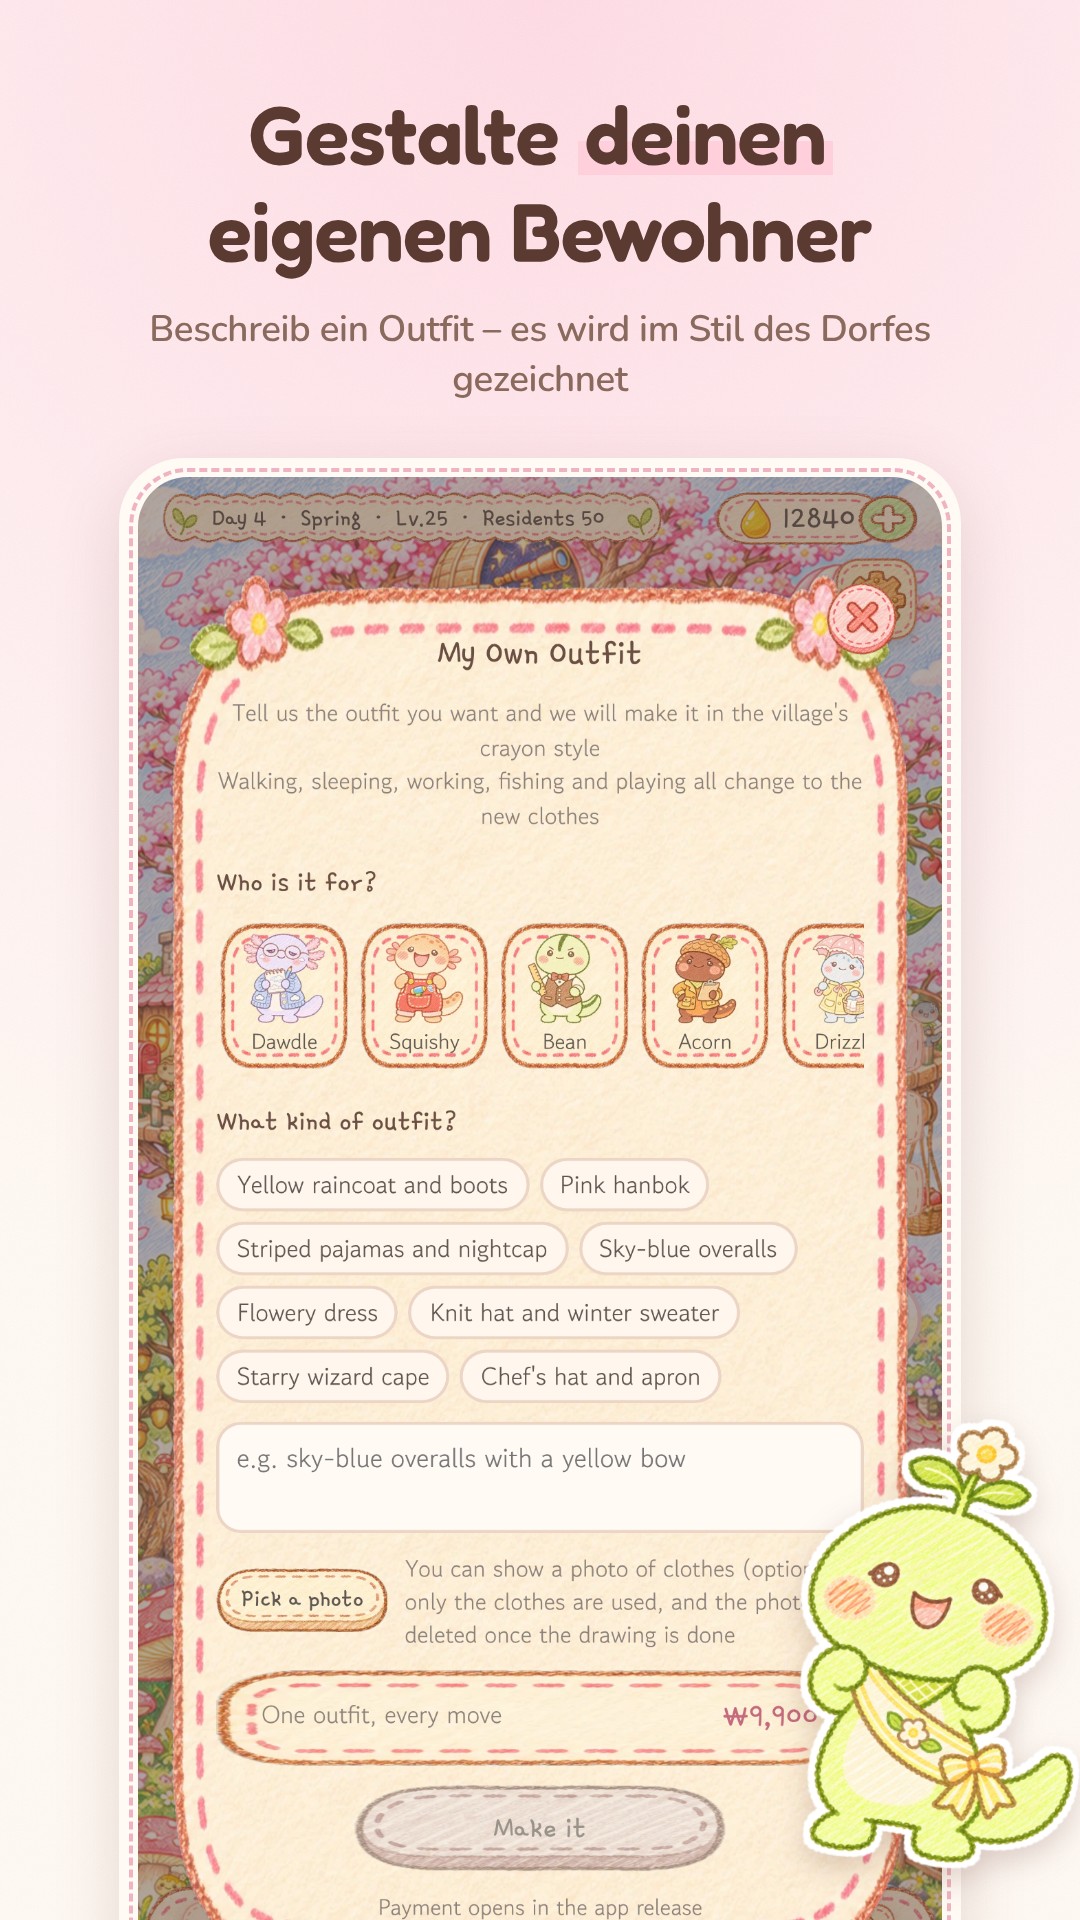 Gestalte deinen
eigenen Bewohner
Beschreib ein Outfit – es wird im Stil des Dorfes
gezeichnet
Day 4 · Spring · Lv.25 · Residents 50
12840
My Own Outfit
Tell us the outfit you want and we will make it in the village's
crayon style
Walking, sleeping, working, fishing and playing all change to the
new clothes
Who is it for?
Dawdle
Squishy
Bean
Acorn
What kind of outfit?
Yellow raincoat and boots
Pink hanbok
Striped pajamas and nightcap
Sky-blue overalls
Flowery dress
Knit hat and winter sweater
Starry wizard cape
Chef's hat and apron
e.g. sky-blue overalls with a yellow bow
Pick a photo
You can show a photo of clothes
only the clothes are used, and the
deleted once the drawing is done
One outfit, every move
₩9,900
Make it
Payment opens in the app release